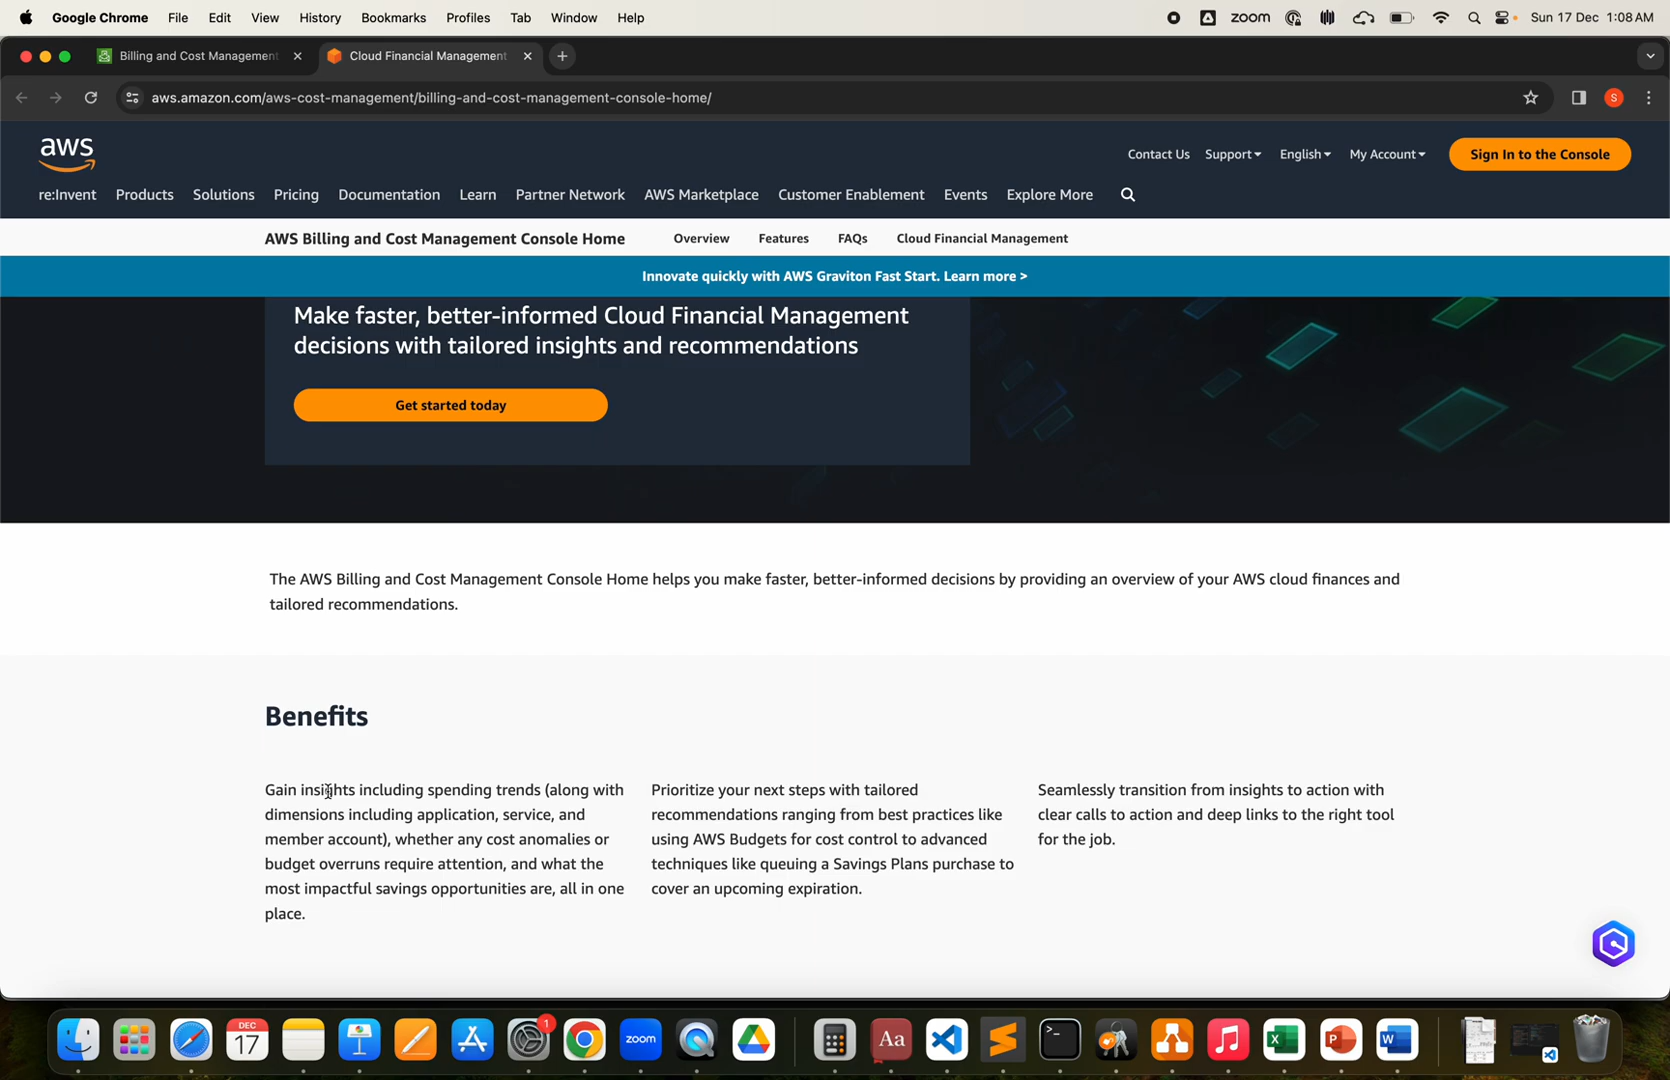 Google Chrome File Edit View History Bookmarks Profiles Tab Window Help zoom Sun 17 Dec 1:08 AM
Billing and Cost Management Cloud Financial Management
aws.amazon.com/aws-cost-management/billing-and-cost-management-console-home/ S
aws
Contact Us Support English My Account Sign In to the Console
re:Invent Products Solutions Pricing Documentation Learn Partner Network AWS Marketplace Customer Enablement Events Explore More
AWS Billing and Cost Management Console Home Overview Features FAQs Cloud Financial Management
Innovate quickly with AWS Graviton Fast Start. Learn more >
Make faster, better-informed Cloud Financial Management
decisions with tailored insights and recommendations
Get started today
The AWS Billing and Cost Management Console Home helps you make faster, better-informed decisions by providing an overview of your AWS cloud finances and
tailored recommendations.
Benefits
Gain insights including spending trends (along with
dimensions including application, service, and
member account), whether any cost anomalies or
budget overruns require attention, and what the
most impactful savings opportunities are, all in one
place.
Prioritize your next steps with tailored
recommendations ranging from best practices like
using AWS Budgets for cost control to advanced
techniques like queuing a Savings Plans purchase to
cover an upcoming expiration.
Seamlessly transition from insights to action with
clear calls to action and deep links to the right tool
for the job.
DEC
17
1
zoom
Aa
>_
X
P
W